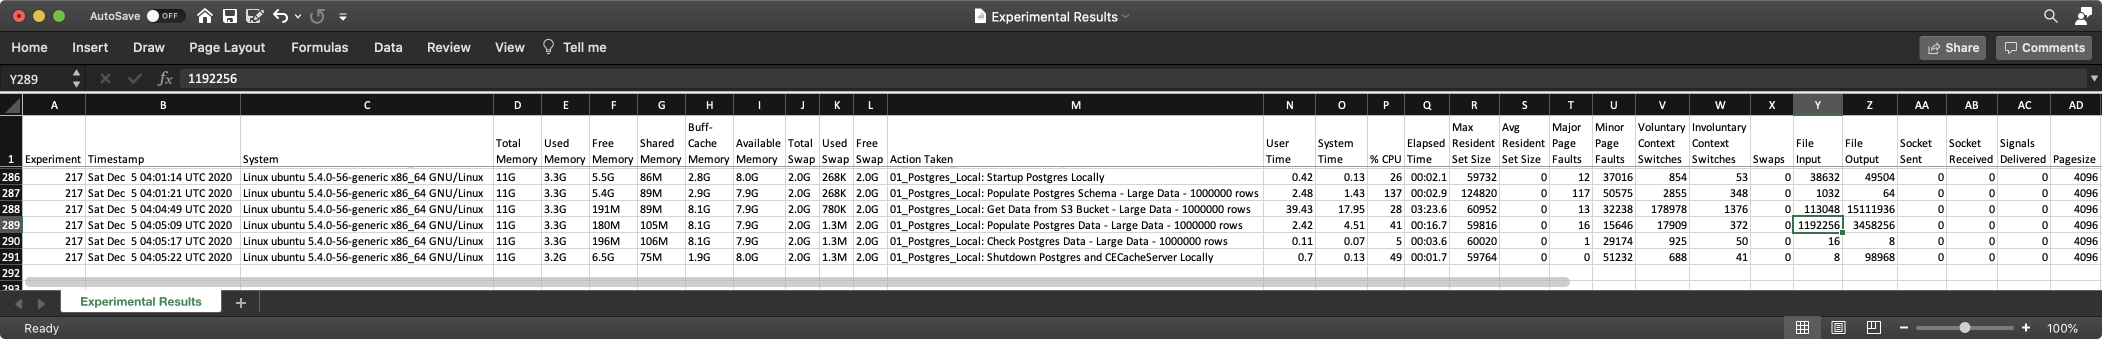 AutoSave OFF Experimental Results
Home Insert Draw Page Layout Formulas Data Review View Tell me Share Comments
Y289 fx 1192256
A B C D E F G H I J K L M N O P Q R S T U V W X Y Z AA AB AC AD
1 Experiment Timestamp System Total Memory Used Memory Free Memory Shared Memory Buff-Cache Memory Available Memory Total Swap Used Swap Free Swap Action Taken User Time System Time % CPU Elapsed Time Max Resident Set Size Avg Resident Set Size Major Page Faults Minor Page Faults Voluntary Context Switches Involuntary Context Switches Swaps File Input File Output Socket Sent Socket Received Signals Delivered Pagesize
286 217 Sat Dec 5 04:01:14 UTC 2020 Linux ubuntu 5.4.0-56-generic x86_64 GNU/Linux 11G 3.3G 5.5G 86M 2.8G 8.0G 2.0G 268K 2.0G 01_Postgres_Local: Startup Postgres Locally 0.42 0.13 26 00:02.1 59732 0 12 37016 854 53 0 38632 49504 0 0 0 4096
287 217 Sat Dec 5 04:01:21 UTC 2020 Linux ubuntu 5.4.0-56-generic x86_64 GNU/Linux 11G 3.3G 5.4G 89M 2.9G 7.9G 2.0G 268K 2.0G 01_Postgres_Local: Populate Postgres Schema - Large Data - 1000000 rows 2.48 1.43 137 00:02.9 124820 0 117 50575 2855 348 0 1032 64 0 0 0 4096
288 217 Sat Dec 5 04:04:49 UTC 2020 Linux ubuntu 5.4.0-56-generic x86_64 GNU/Linux 11G 3.3G 191M 89M 8.1G 7.9G 2.0G 780K 2.0G 01_Postgres_Local: Get Data from S3 Bucket - Large Data - 1000000 rows 39.43 17.95 28 03:23.6 60952 0 13 32238 178978 1376 0 113048 15111936 0 0 0 4096
289 217 Sat Dec 5 04:05:09 UTC 2020 Linux ubuntu 5.4.0-56-generic x86_64 GNU/Linux 11G 3.3G 180M 105M 8.1G 7.9G 2.0G 1.3M 2.0G 01_Postgres_Local: Populate Postgres Data - Large Data - 1000000 rows 2.42 4.51 41 00:16.7 59816 0 16 15646 17909 372 0 1192256 3458256 0 0 0 4096
290 217 Sat Dec 5 04:05:17 UTC 2020 Linux ubuntu 5.4.0-56-generic x86_64 GNU/Linux 11G 3.3G 196M 106M 8.1G 7.9G 2.0G 1.3M 2.0G 01_Postgres_Local: Check Postgres Data - Large Data - 1000000 rows 0.11 0.07 5 00:03.6 60020 0 1 29174 925 50 0 16 8 0 0 0 4096
291 217 Sat Dec 5 04:05:22 UTC 2020 Linux ubuntu 5.4.0-56-generic x86_64 GNU/Linux 11G 3.2G 6.5G 75M 1.9G 8.0G 2.0G 1.3M 2.0G 01_Postgres_Local: Shutdown Postgres and CECacheServer Locally 0.7 0.13 49 00:01.7 59764 0 0 51232 688 41 0 8 98968 0 0 0 4096
292
293
Experimental Results +
Ready 100%